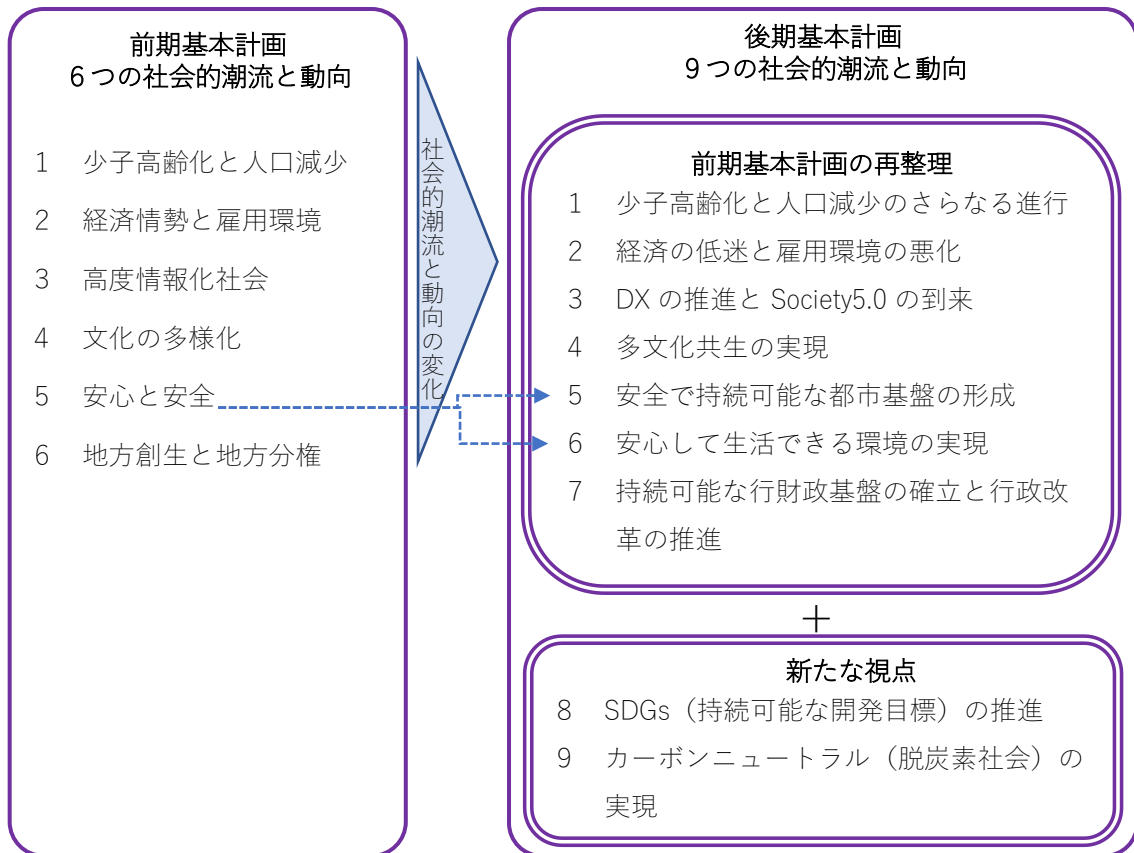 前期基本計画
６つの社会的潮流と動向
1 少子高齢化と人口減少
2 経済情勢と雇用環境
3 高度情報化社会
4 文化の多様化
5 安心と安全
6 地方創生と地方分権
社会的潮流と動向の変化
後期基本計画
９つの社会的潮流と動向
前期基本計画の再整理
1 少子高齢化と人口減少のさらなる進行
2 経済の低迷と雇用環境の悪化
3 DX の推進と Society5.0 の到来
4 多文化共生の実現
5 安全で持続可能な都市基盤の形成
6 安心して生活できる環境の実現
7 持続可能な行財政基盤の確立と行政改
革の推進
＋
新たな視点
8 SDGs（持続可能な開発目標）の推進
9 カーボンニュートラル（脱炭素社会）の
実現